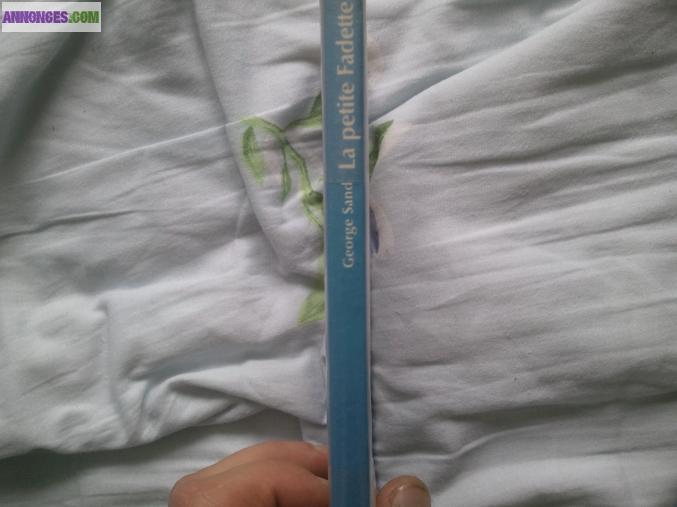 ANNONCES.COM
George Sand La petite Fadette